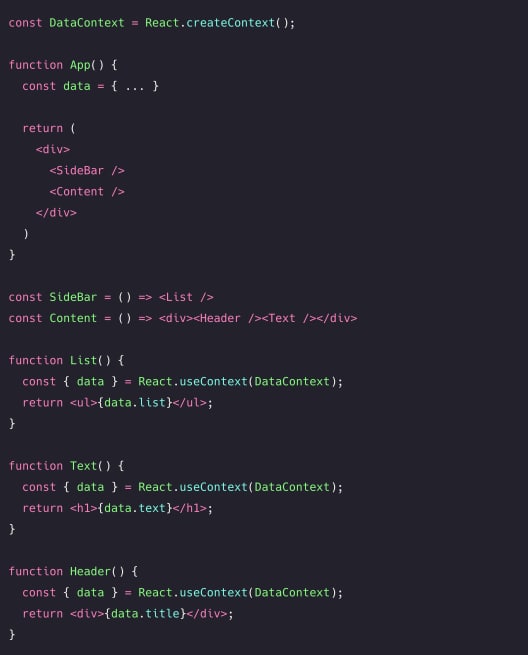 const DataContext = React.createContext();

function App() {
  const data = { ... }

  return (
    <div>
      <SideBar />
      <Content />
    </div>
  )
}

const SideBar = () => <List />
const Content = () => <div><Header /><Text /></div>

function List() {
  const { data } = React.useContext(DataContext);
  return <ul>{data.list}</ul>;
}

function Text() {
  const { data } = React.useContext(DataContext);
  return <h1>{data.text}</h1>;
}

function Header() {
  const { data } = React.useContext(DataContext);
  return <div>{data.title}</div>;
}